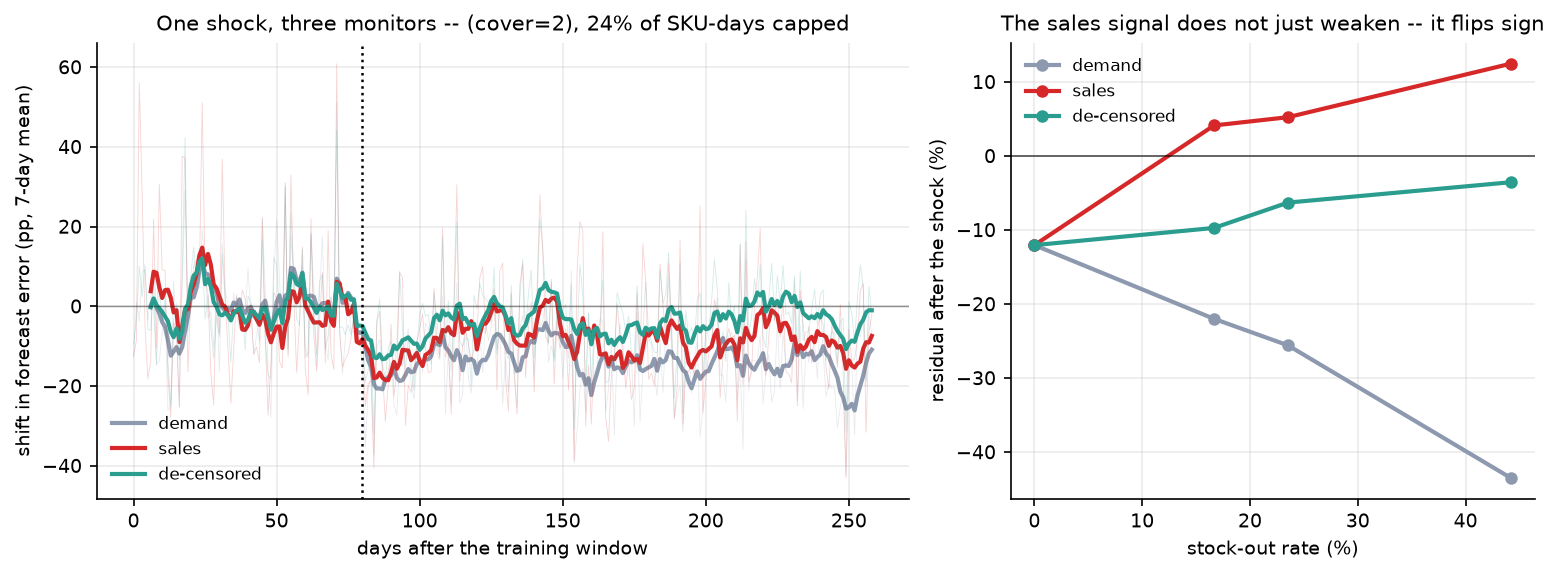 One shock, three monitors -- (cover=2), 24% of SKU-days capped
shift in forecast error (pp, 7-day mean)
60
40
20
0
−20
−40
demand
sales
de-censored
0
50
100
150
200
250
days after the training window
The sales signal does not just weaken -- it flips sign
residual after the shock (%)
10
0
−10
−20
−30
−40
demand
sales
de-censored
0
10
20
30
40
stock-out rate (%)